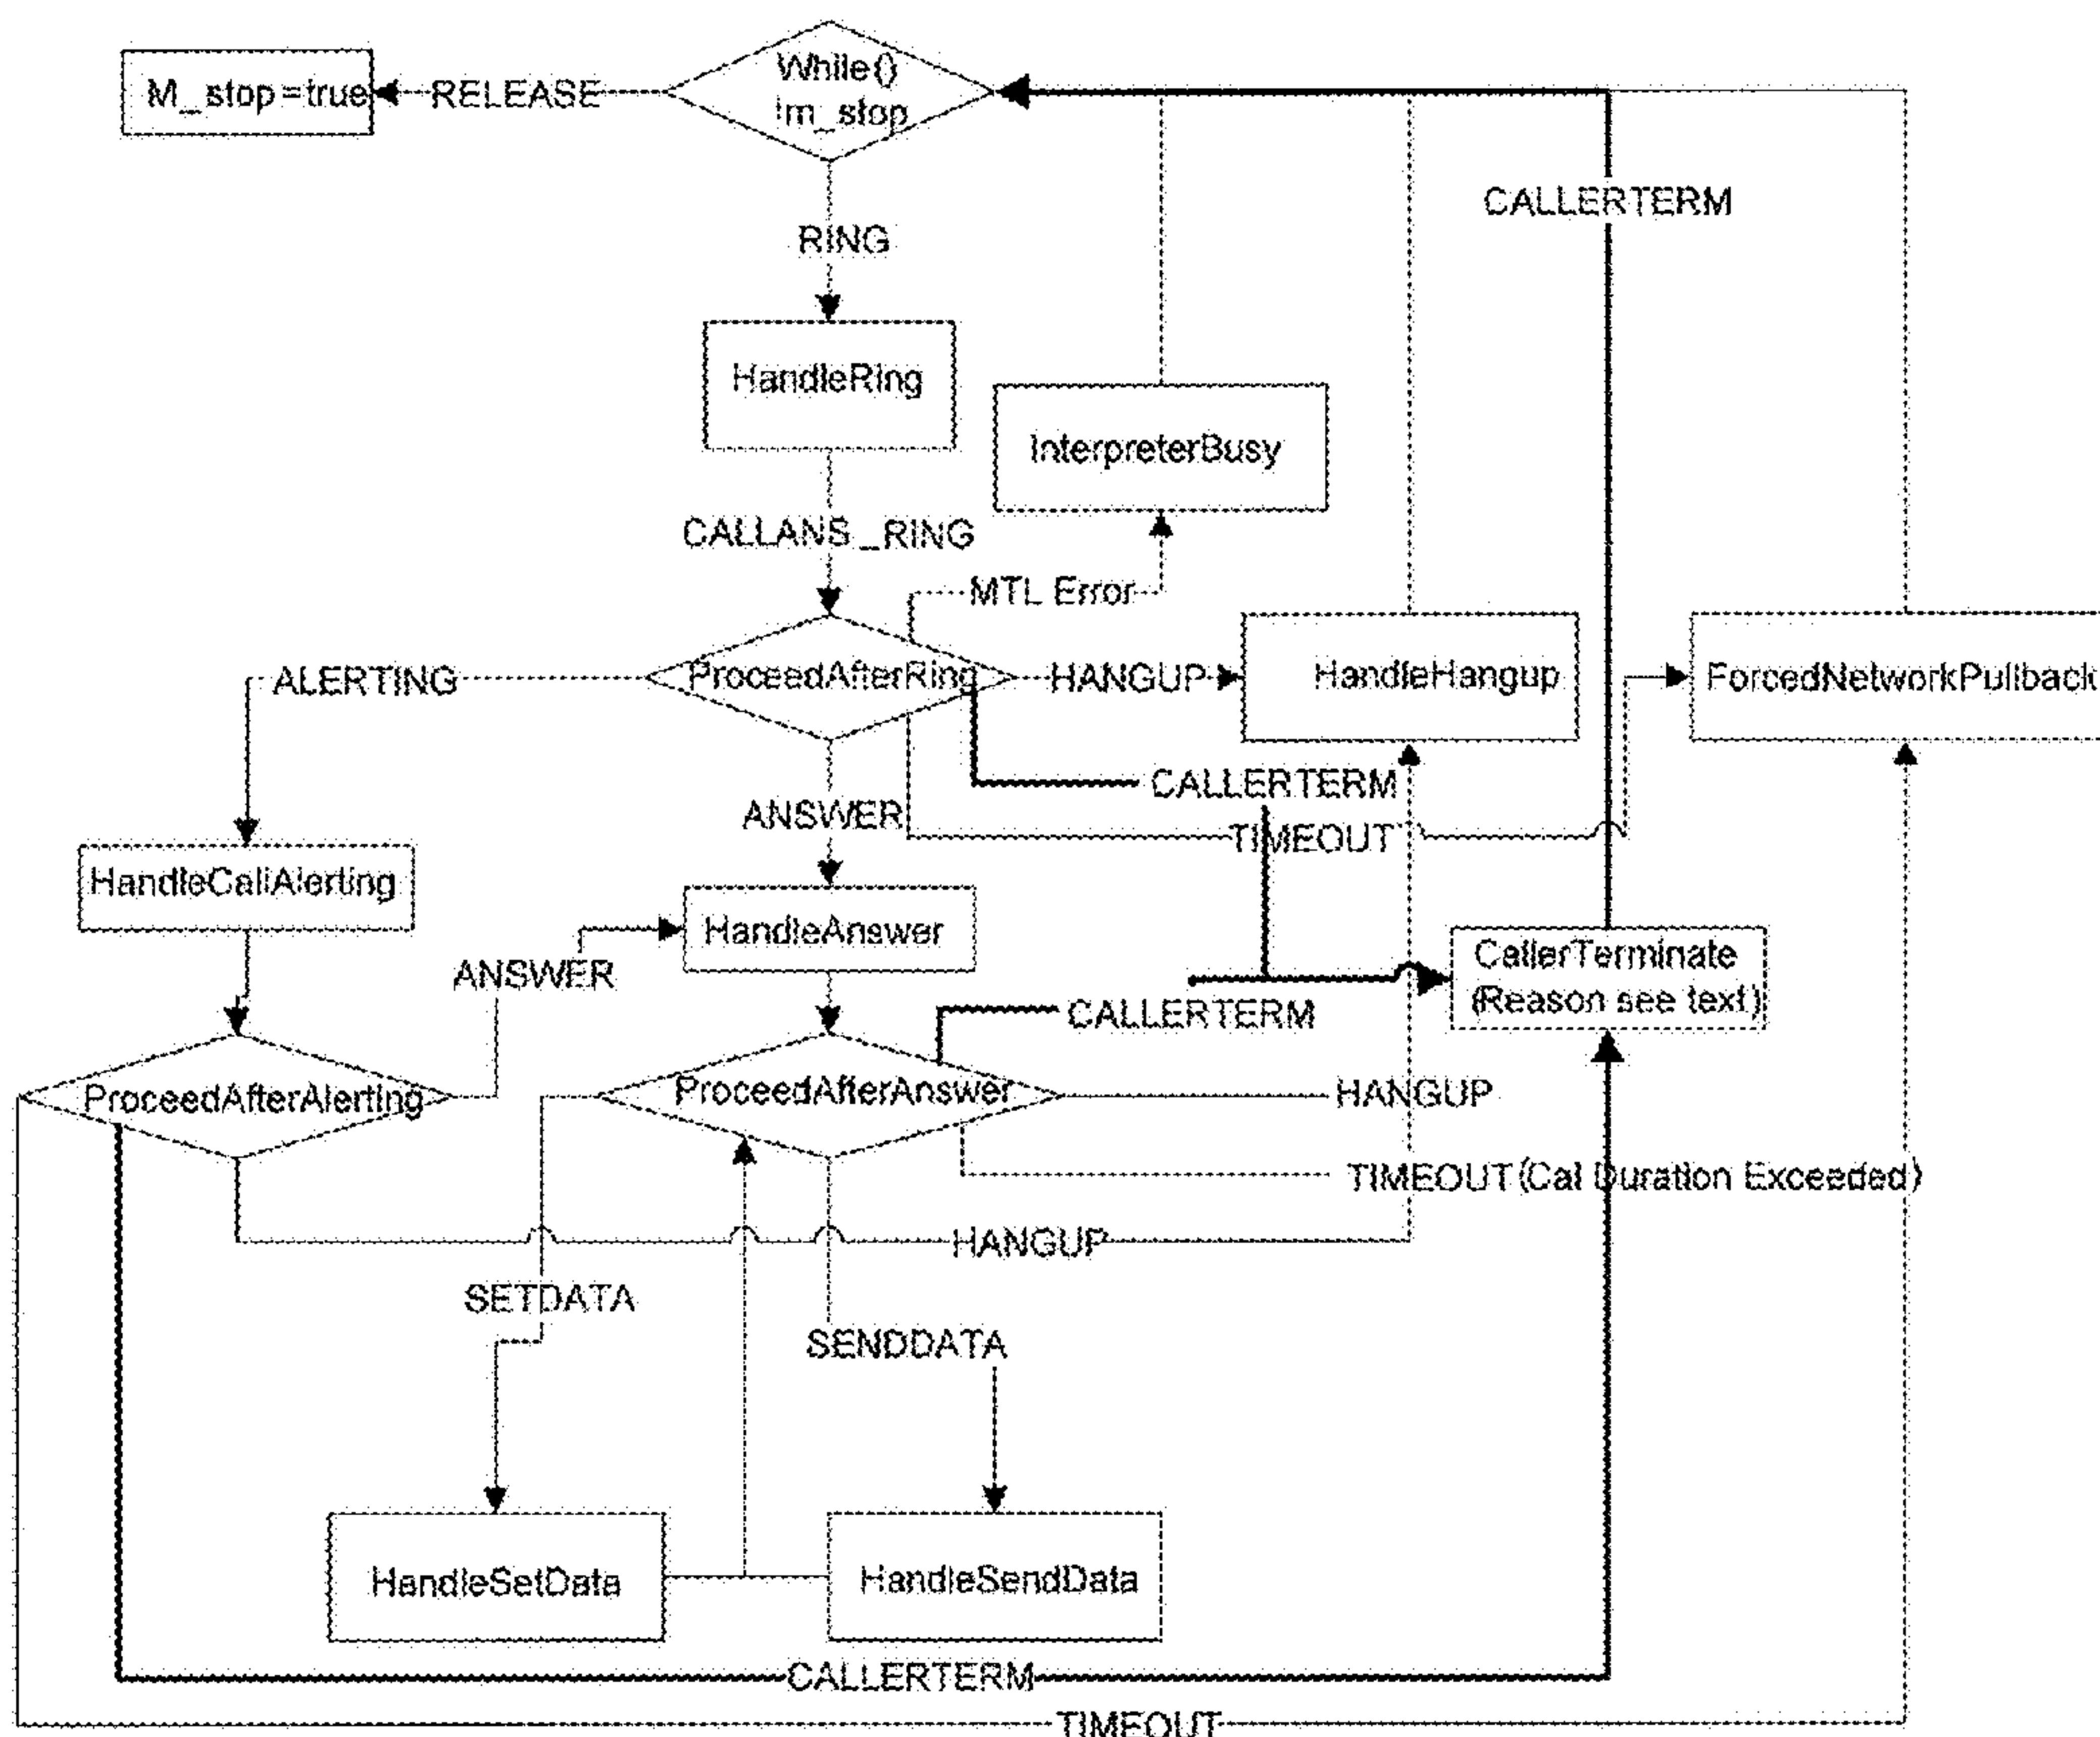 While()
!m_stop
M_stop=true
RELEASE
CALLERTERM
RING
HandleRing
InterpreterBusy
CALLANS_RING
MTL Error
ALERTING
ProceedAfterRing
HANGUP
HandleHangup
ForcedNetworkPullback
CALLERTERM
ANSWER
TIMEOUT
HandleCallAlerting
HandleAnswer
ANSWER
CallerTerminate
(Reason see text)
CALLERTERM
ProceedAfterAlerting
ProceedAfterAnswer
HANGUP
TIMEOUT(Cal Duration Exceeded)
HANGUP
SETDATA
SENDDATA
HandleSetData
HandleSendData
CALLERTERM
TIMEOUT